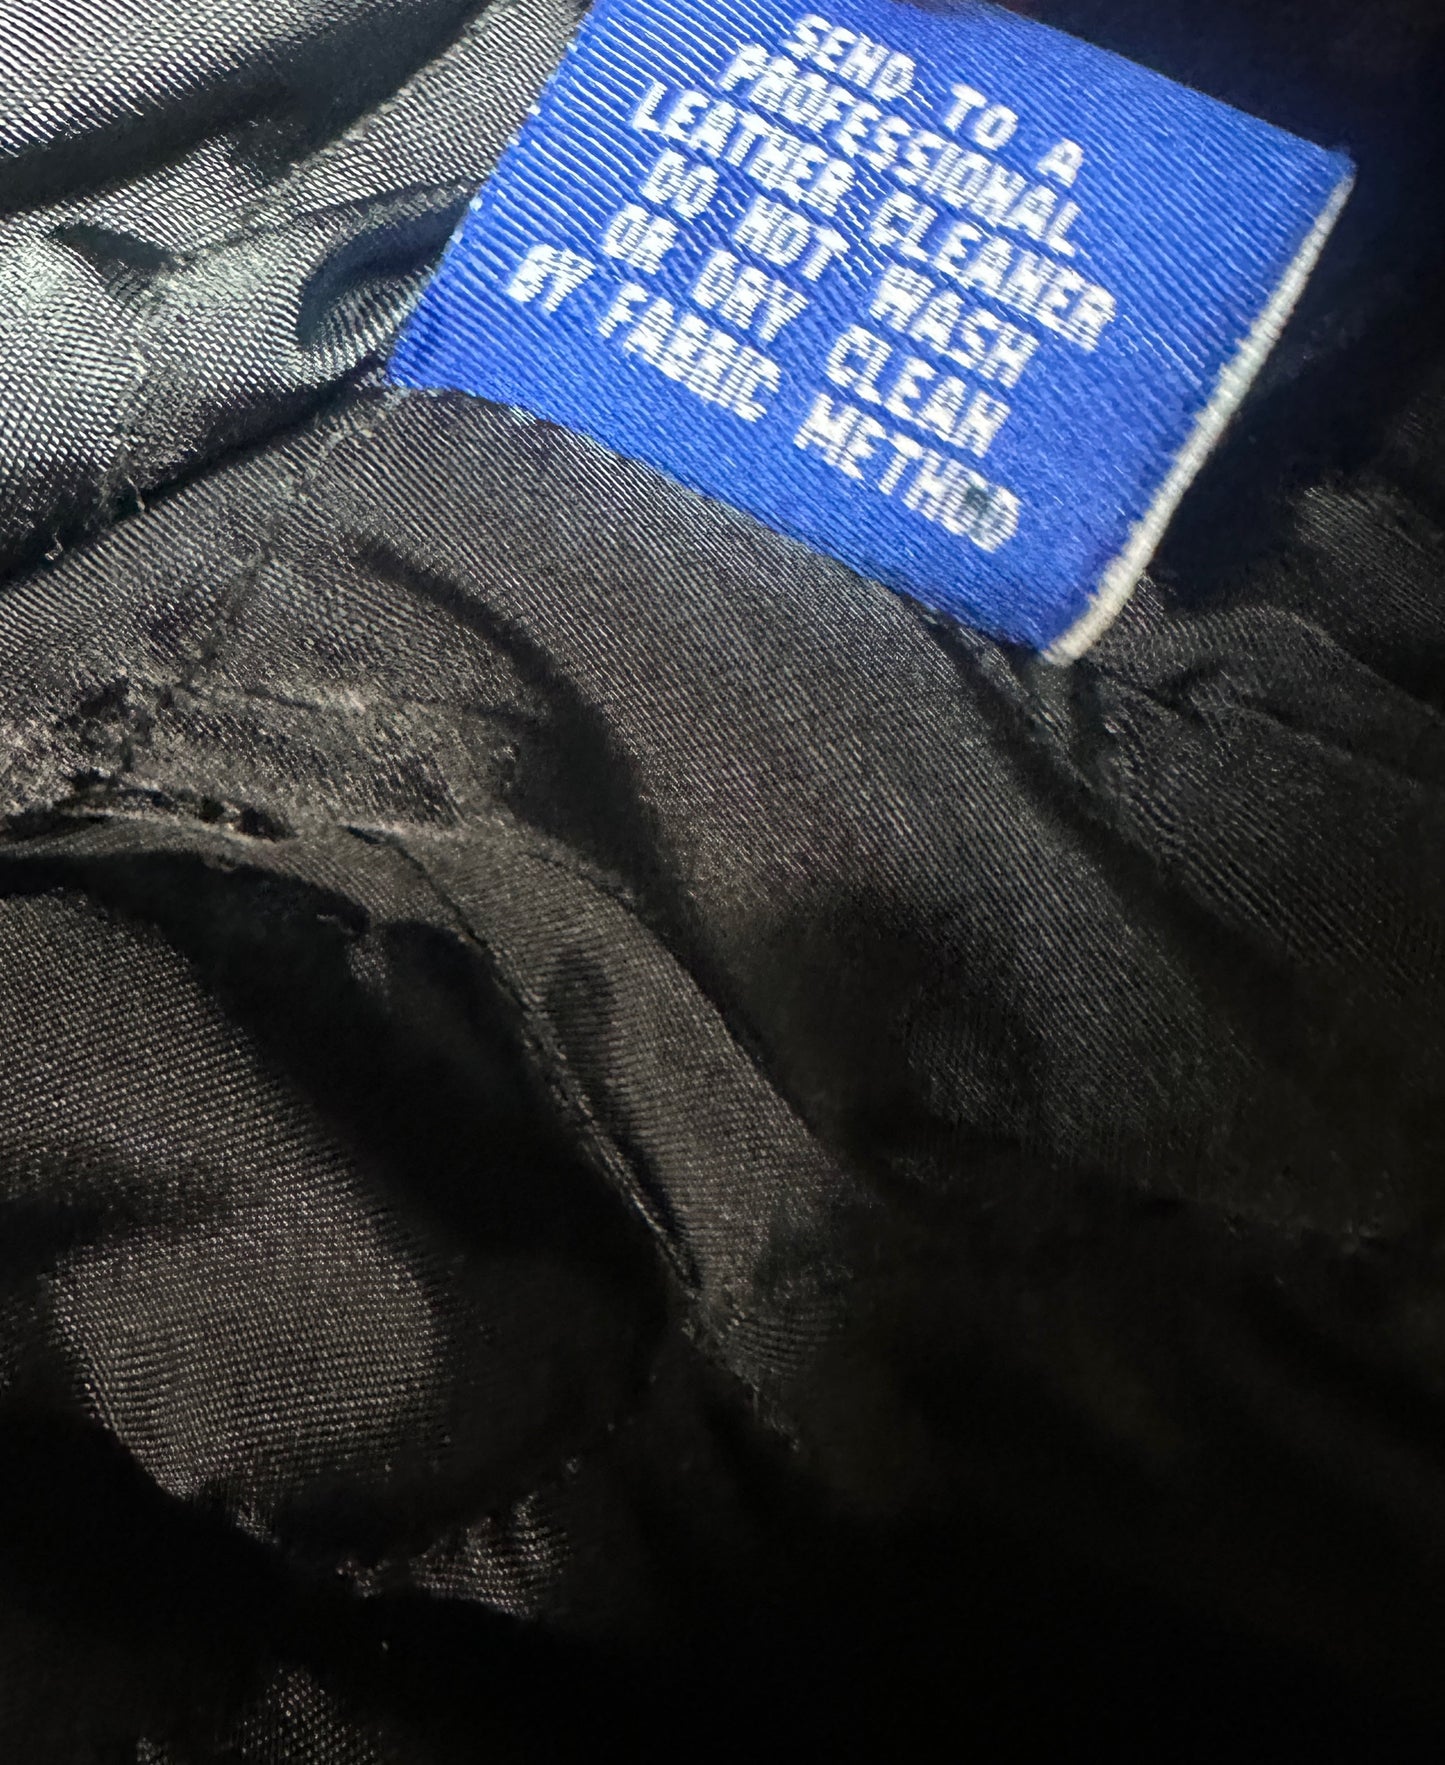 SEND TO A
PROFESSIONAL
LEATHER CLEANER
DO NOT WASH
OR DRY CLEAN
BY FABRIC METHOD